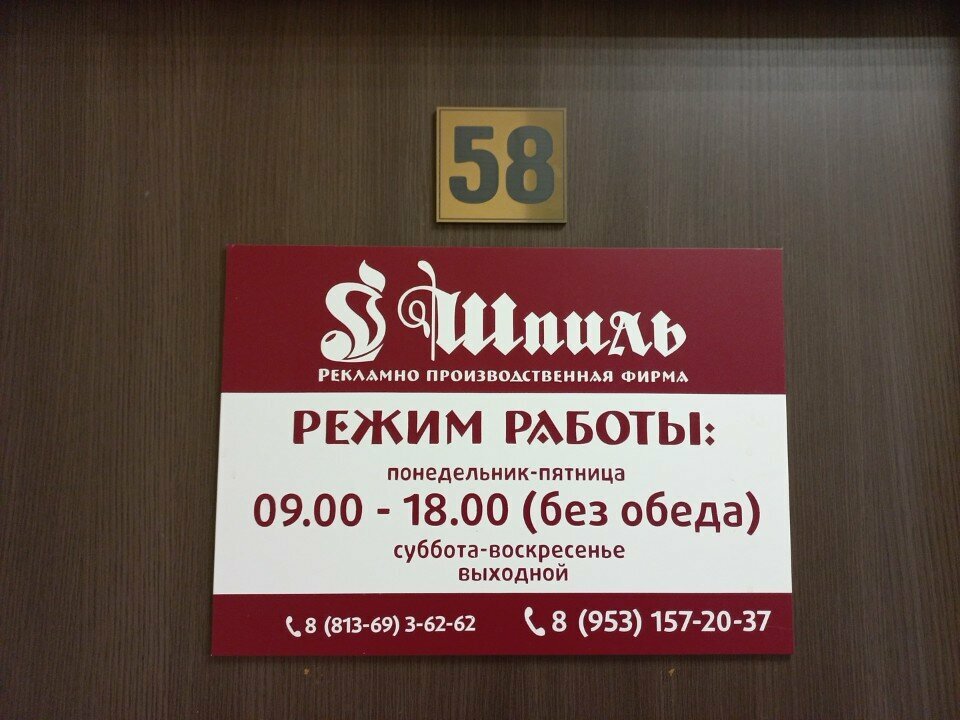 58
Шпиль
Рекламно производственная фирма
РЕЖИМ РАБОТЫ:
понедельник-пятница
09.00 - 18.00 (без обеда)
суббота-воскресенье
выходной
8 (813-69) 3-62-62 8 (953) 157-20-37